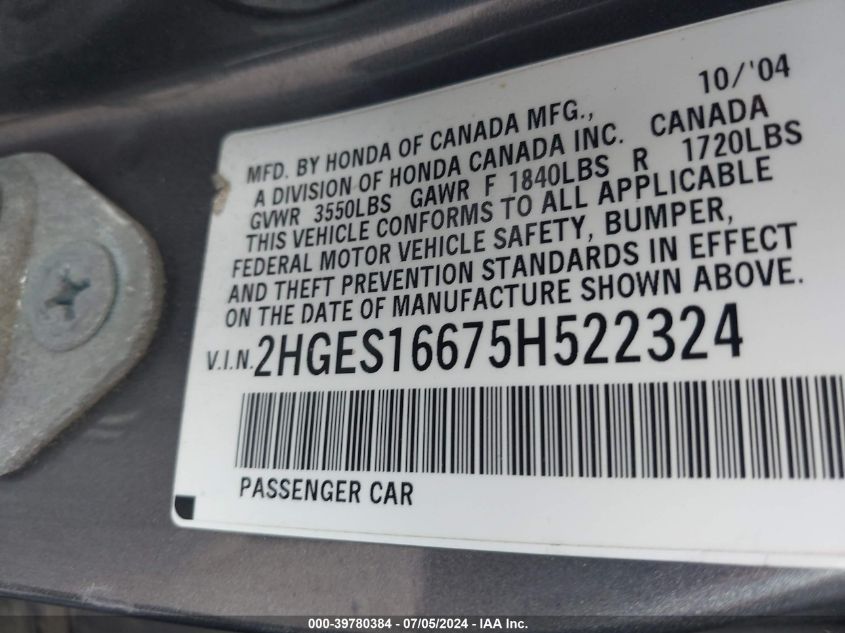 10/'04
MFD. BY HONDA OF CANADA MFG.,
A DIVISION OF HONDA CANADA INC. CANADA
GVWR 3550LBS GAWR F 1840LBS R 1720LBS
THIS VEHICLE CONFORMS TO ALL APPLICABLE
FEDERAL MOTOR VEHICLE SAFETY, BUMPER,
AND THEFT PREVENTION STANDARDS IN EFFECT
ON THE DATE OF MANUFACTURE SHOWN ABOVE.
V.I.N. 2HGES16675H522324
PASSENGER CAR
000-39780384 - 07/05/2024 - IAA Inc.